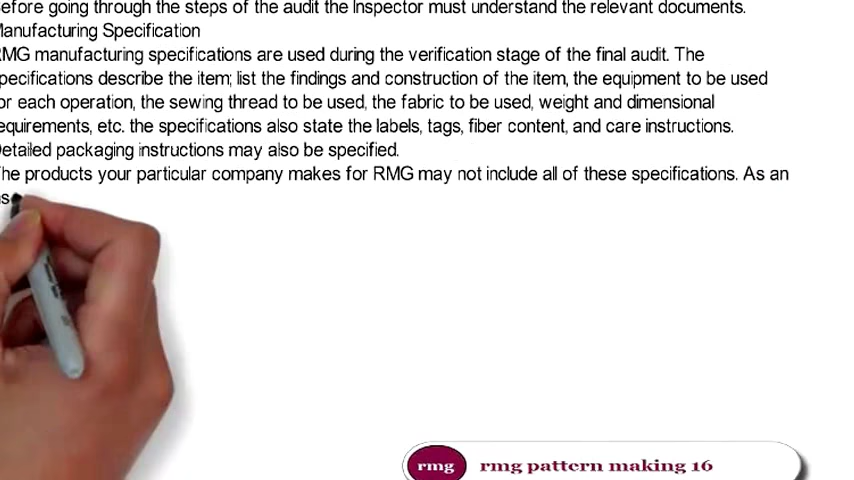 efore going through the steps of the audit the Inspector must understand the relevant documents.
Manufacturing Specification
RMG manufacturing specifications are used during the verification stage of the final audit. The
pecifications describe the item; list the findings and construction of the item, the equipment to be used
or each operation, the sewing thread to be used, the fabric to be used, weight and dimensional
equirements, etc. the specifications also state the labels, tags, fiber content, and care instructions.
Detailed packaging instructions may also be specified.
The products your particular company makes for RMG may not include all of these specifications. As an
rmg rmg pattern making 16